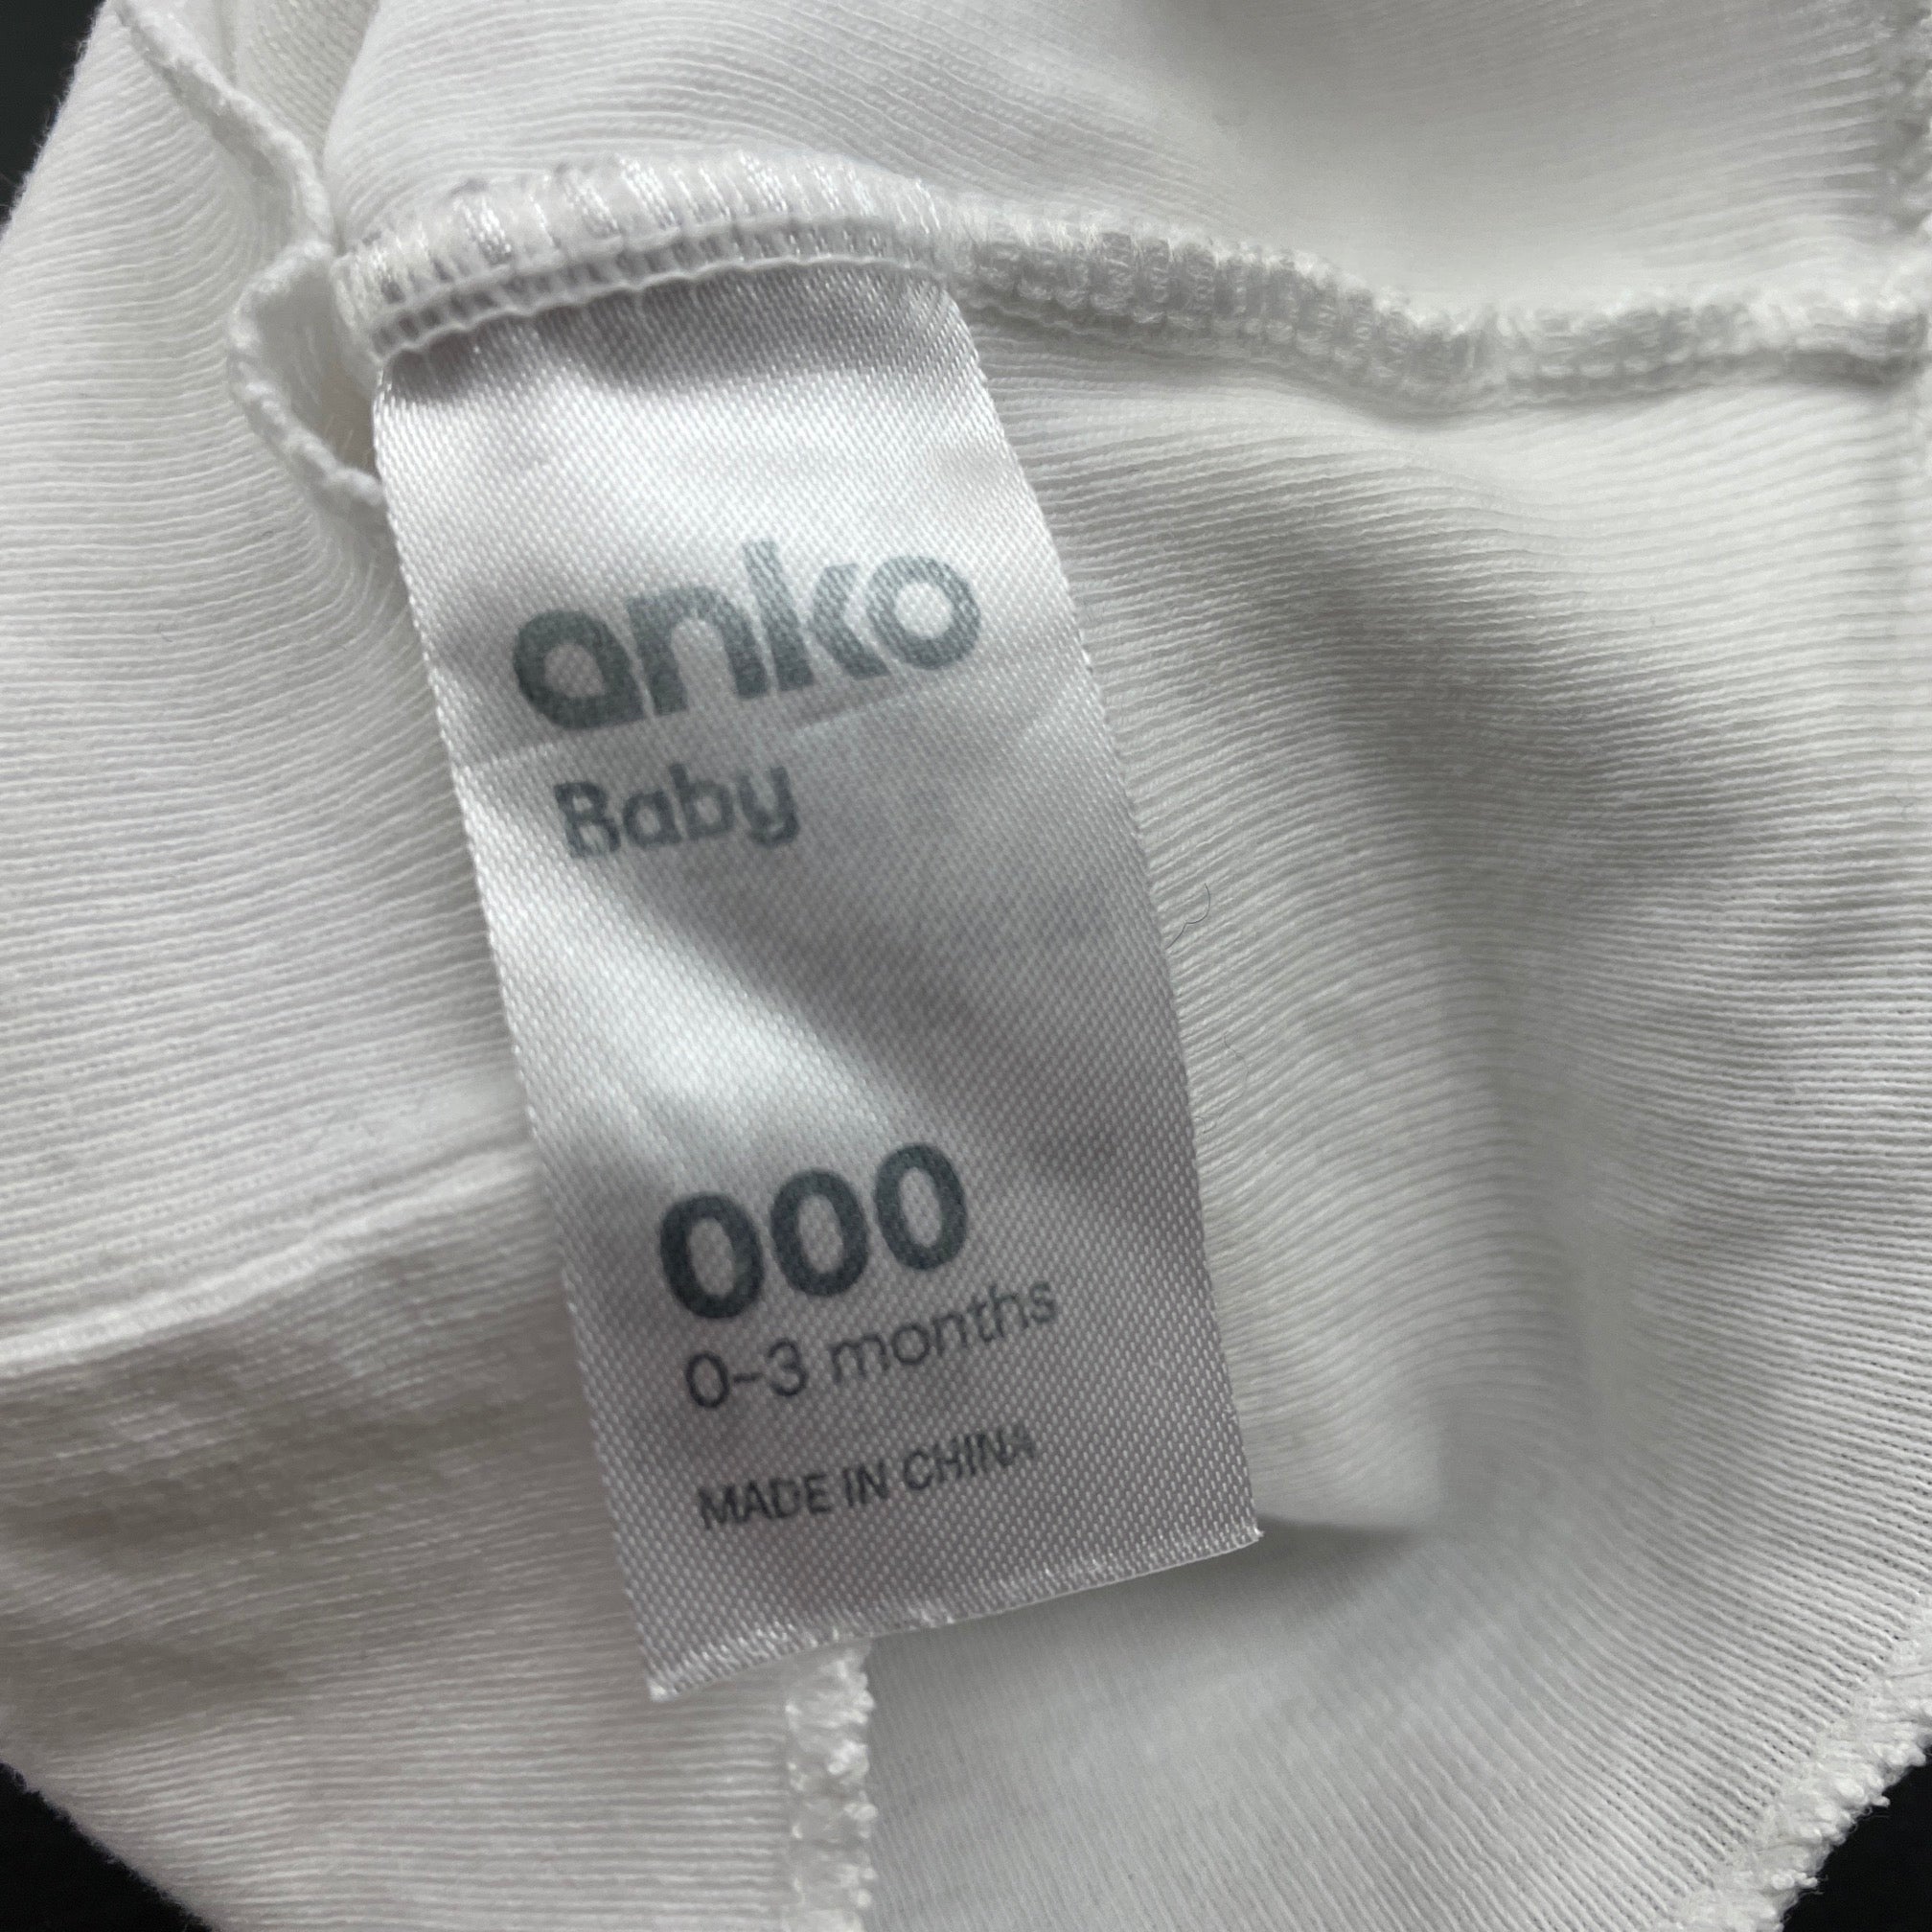 anko
Baby
000
0-3 months
MADE IN CHINA